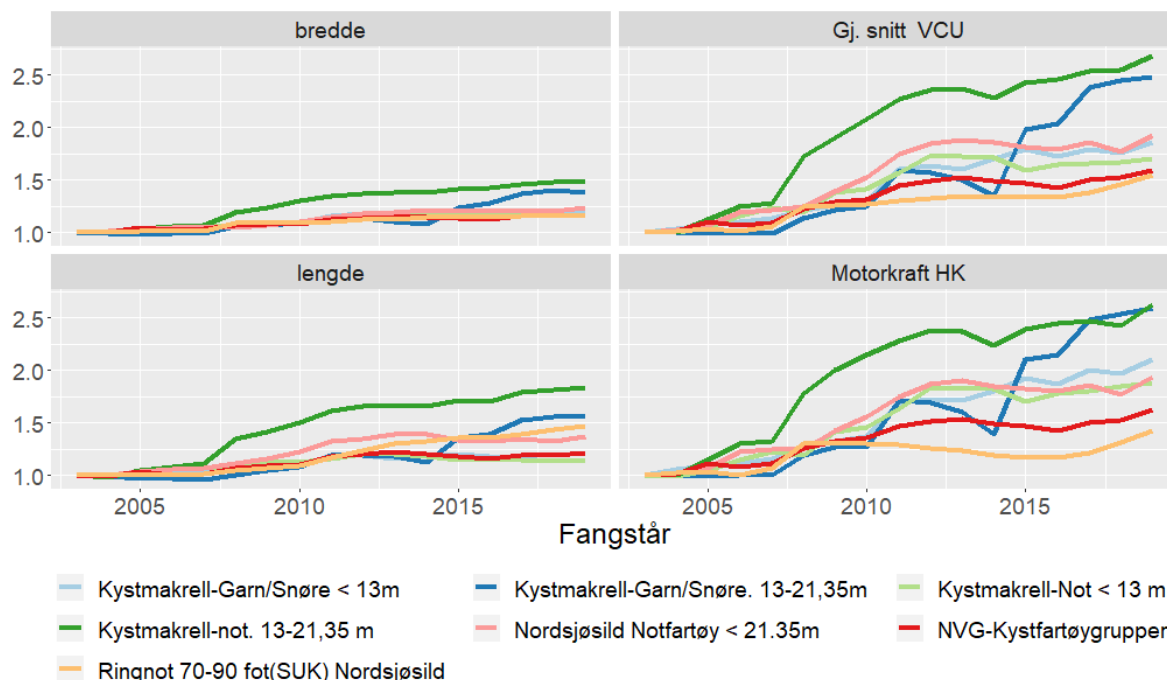 bredde
Gj. snitt VCU
2.5
2.0
1.5
1.0
lengde
Motorkraft HK
2.5
2.0
1.5
1.0
2005
2010
2015
2005
2010
2015
Fangstår
Kystmakrell-Garn/Snøre < 13m
Kystmakrell-Garn/Snøre. 13-21,35m
Kystmakrell-Not < 13 m
Kystmakrell-not. 13-21,35 m
Nordsjøsild Notfartøy < 21.35m
NVG-Kystfartøygrupper
Ringnot 70-90 fot(SUK) Nordsjøsild